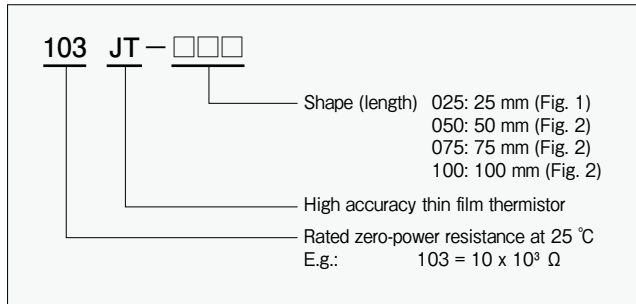 103 JT－□□□
Shape (length) 025: 25 mm (Fig. 1)
050: 50 mm (Fig. 2)
075: 75 mm (Fig. 2)
100: 100 mm (Fig. 2)
High accuracy thin film thermistor
Rated zero-power resistance at 25 ℃
E.g.: 103 = 10 x 10³ Ω